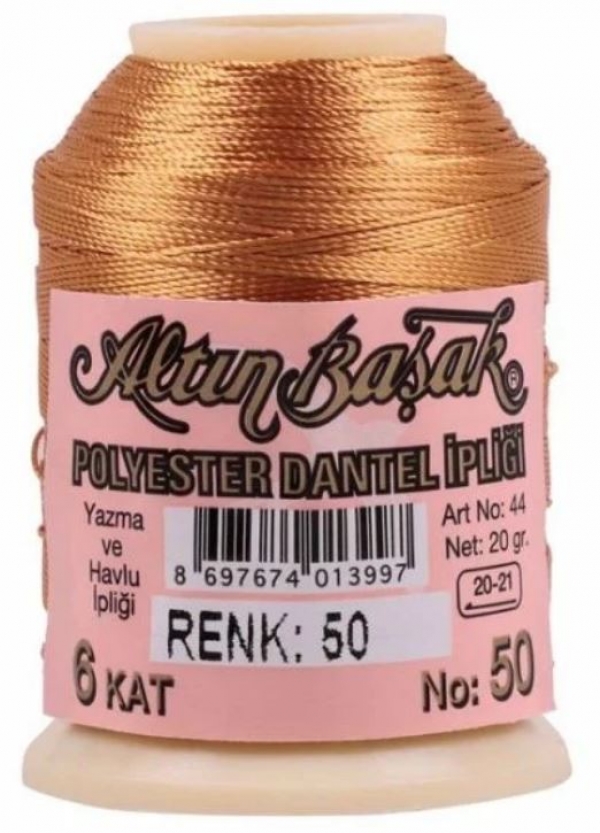 Altın Başak ®
POLYESTER DANTEL İPLİĞİ
Yazma
ve
Havlu
İpliği
8 697674 013997
Art No: 44
Net: 20 gr.
20-21
RENK: 50
6 KAT
No: 50